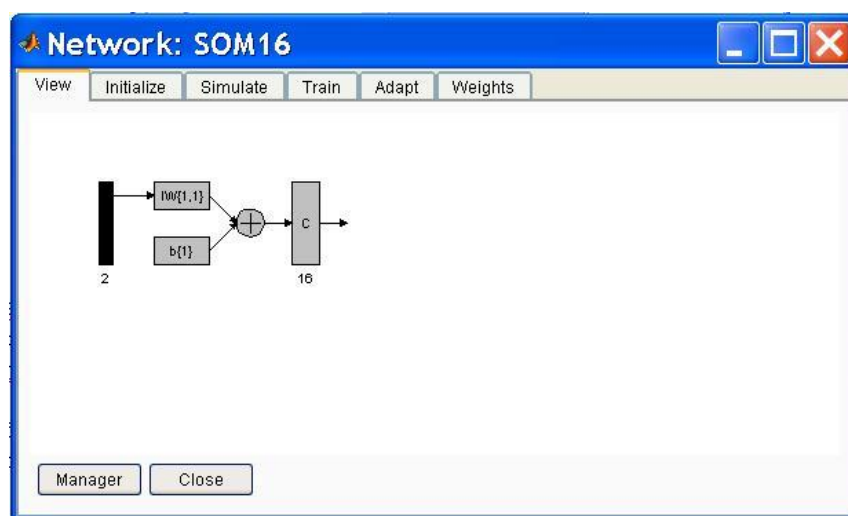 Network: SOM16
View Initialize Simulate Train Adapt Weights
IW{1,1}
b{1}
C
2 16
Manager Close